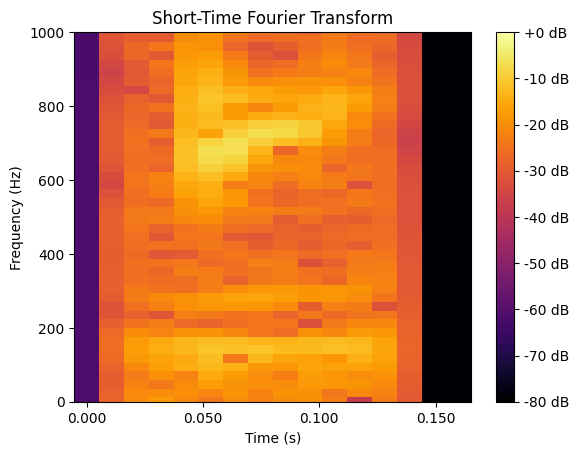 Short-Time Fourier Transform
1000
800
600
400
200
0
Frequency (Hz)
0.000
0.050
0.100
0.150
Time (s)
+0 dB
-10 dB
-20 dB
-30 dB
-40 dB
-50 dB
-60 dB
-70 dB
-80 dB